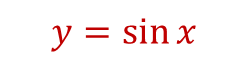 y = sin x